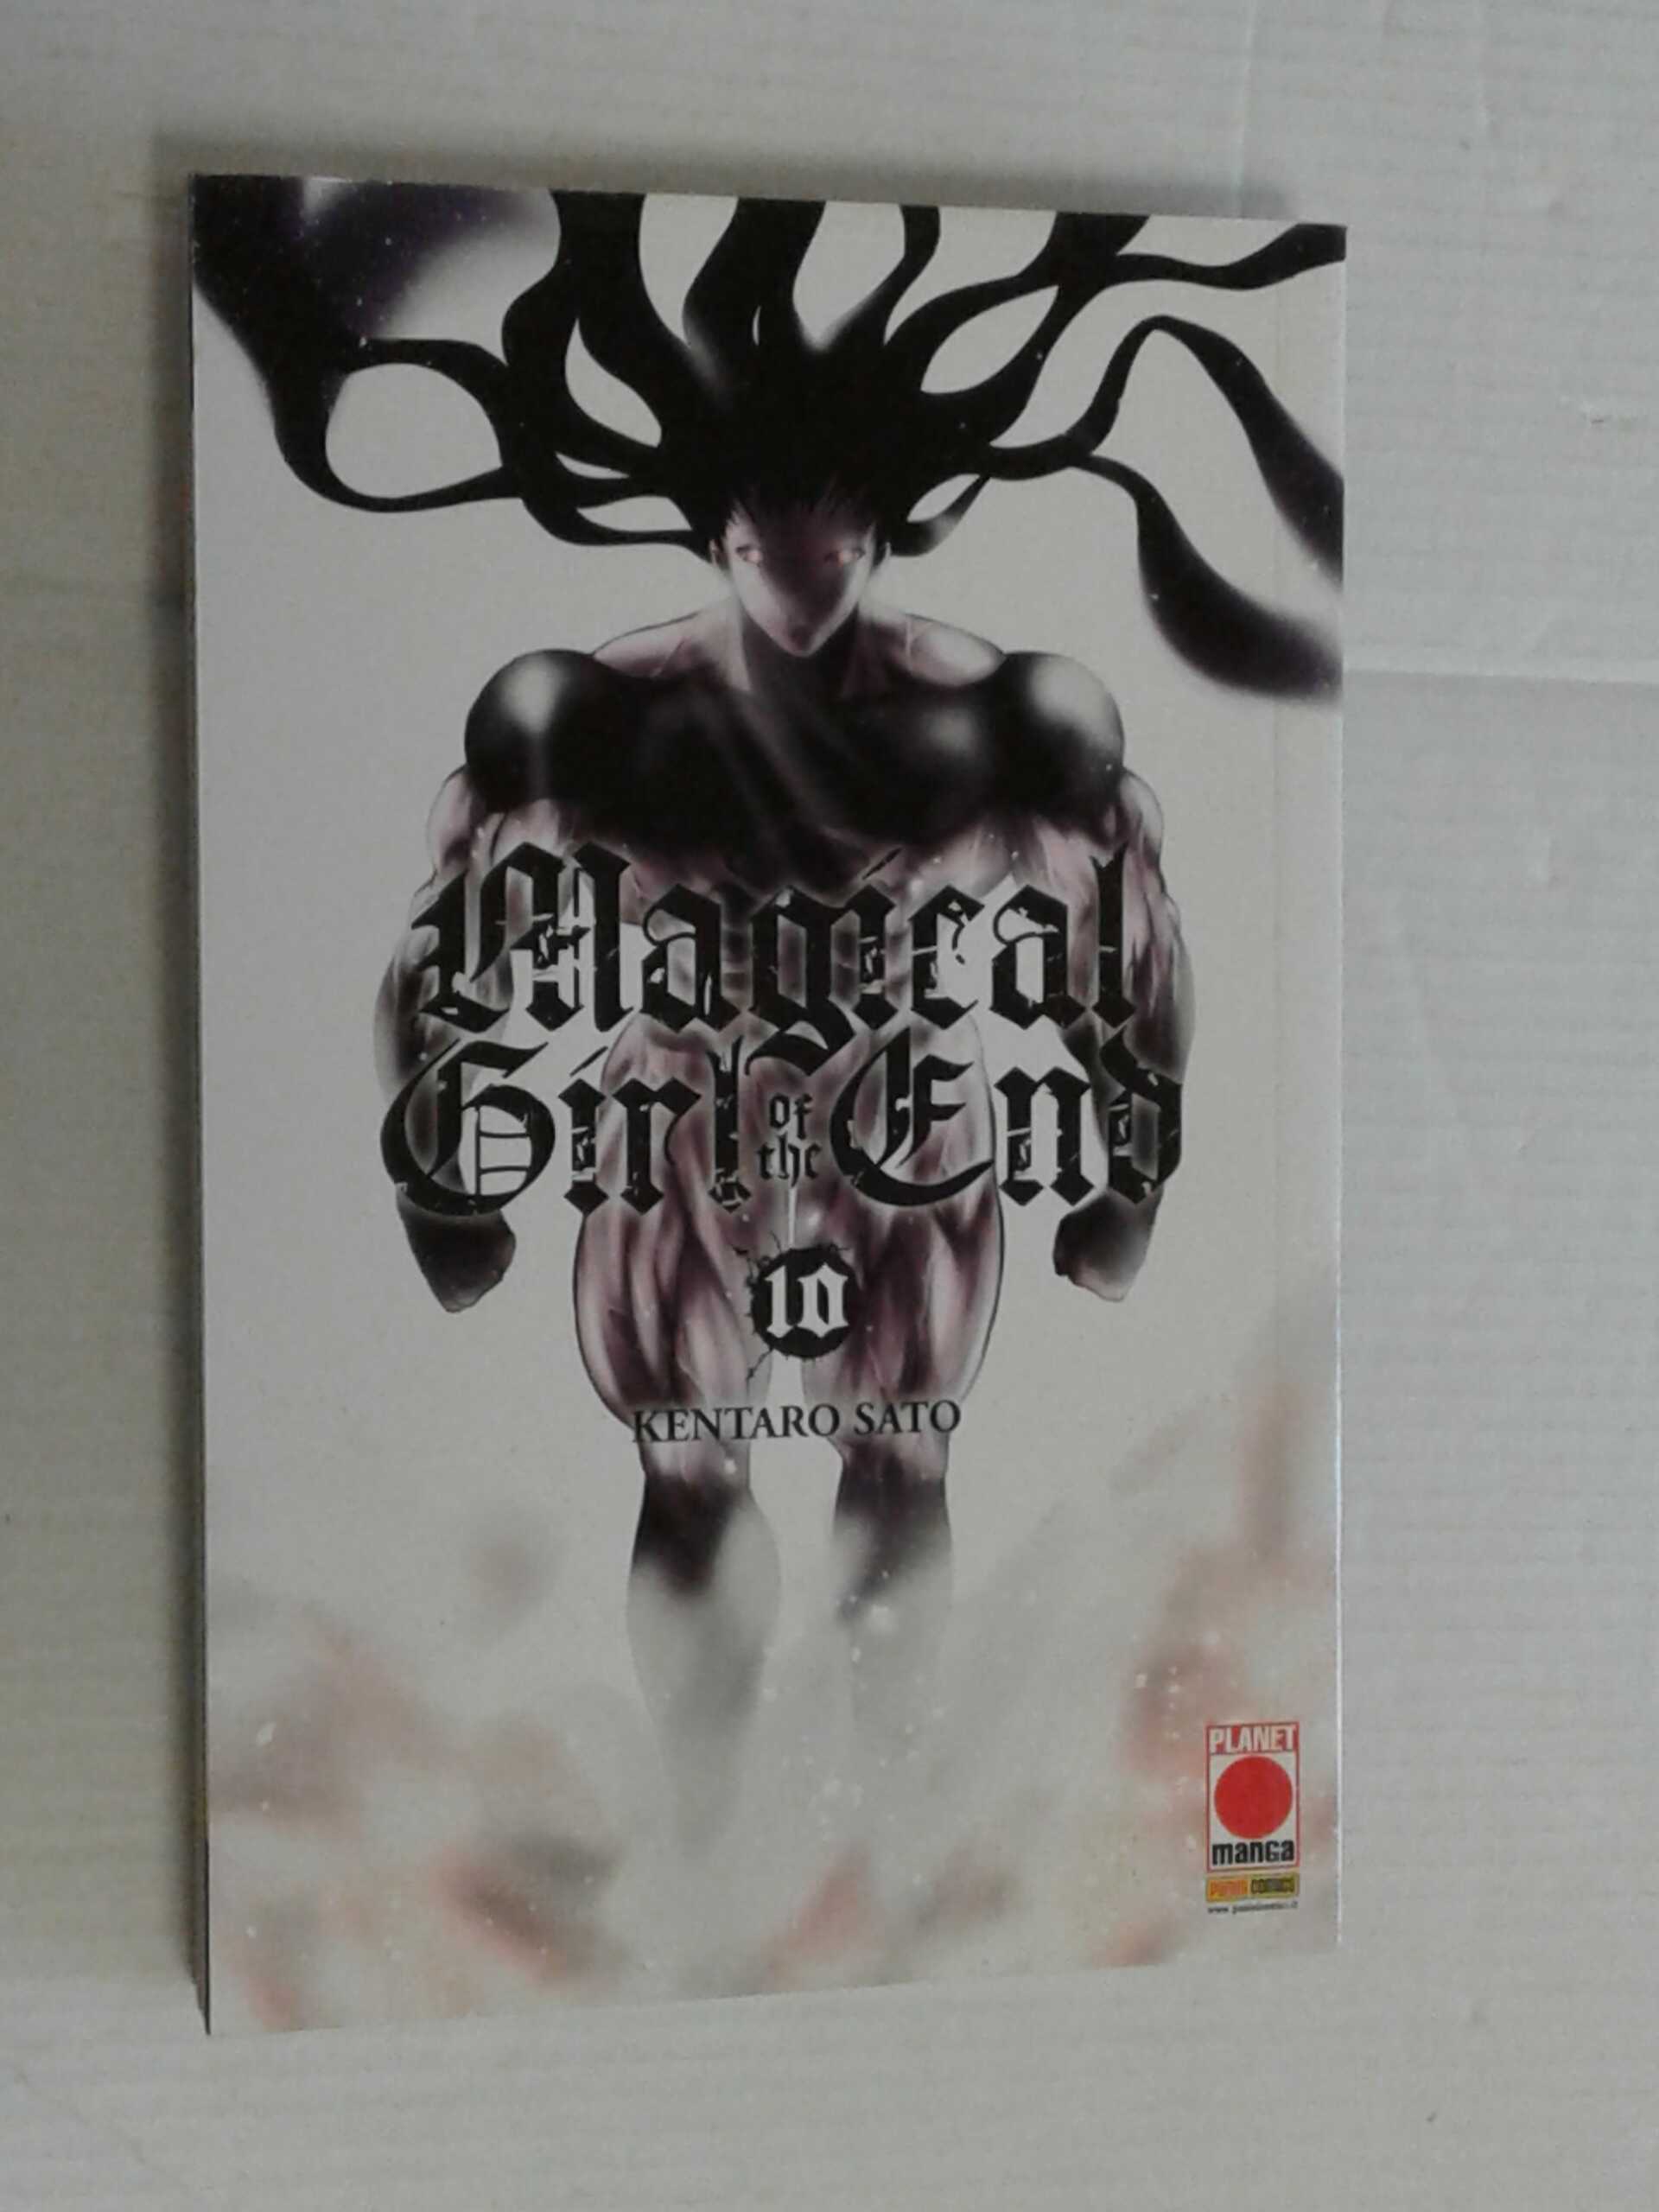 Magical
Girl of the End
10
KENTARO SATO
PLANET
manga
PANINI COMICS